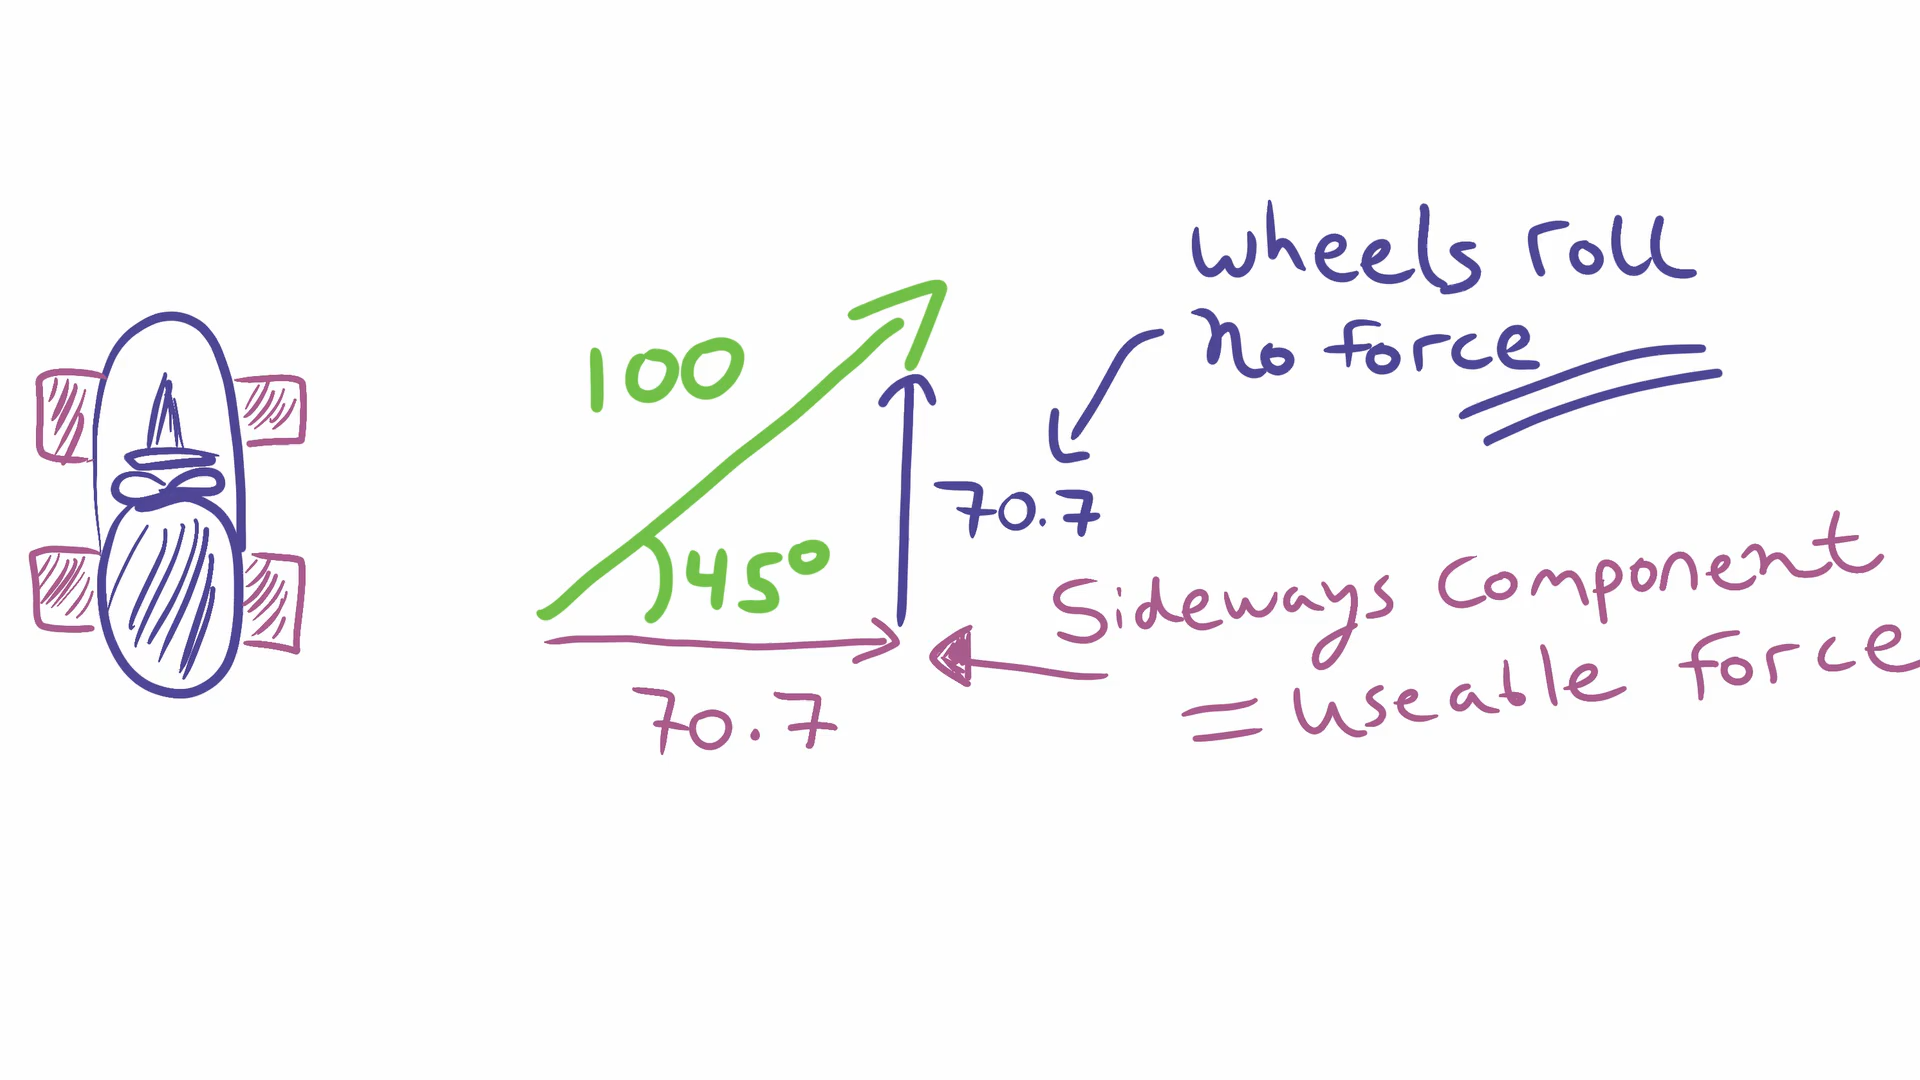 wheels roll
no force
100
45°
70.7
Sideways component
= useable force
70.7